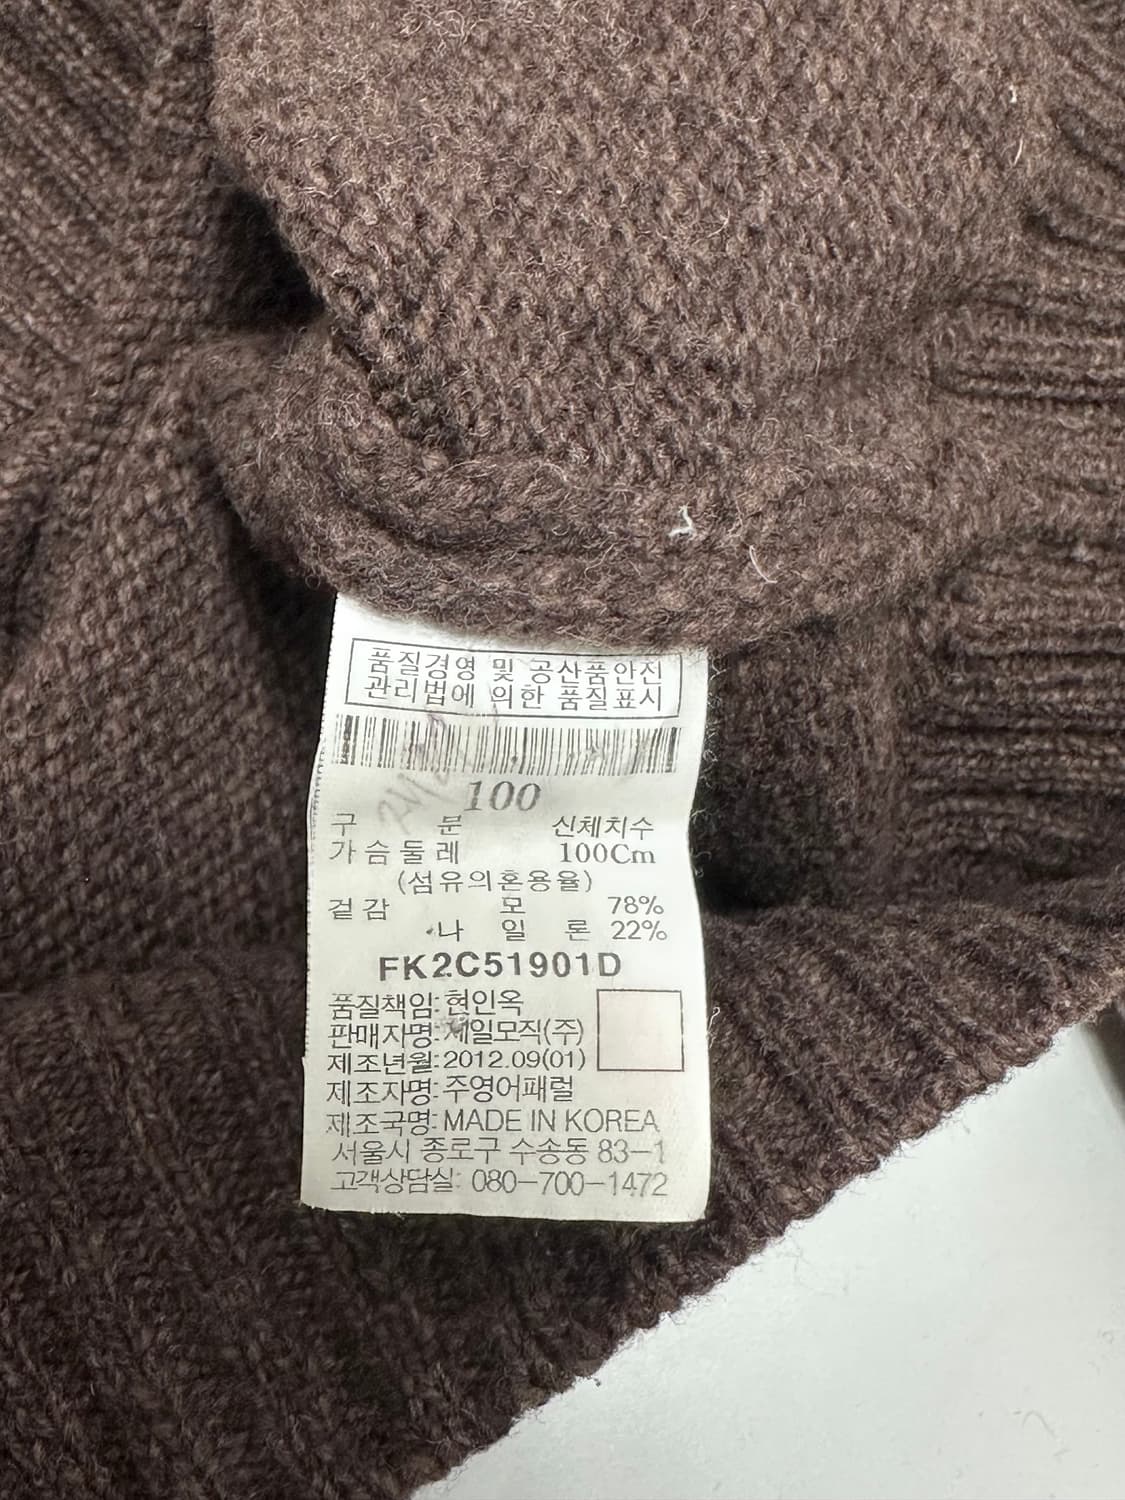 품질경영 및 공산품안전
관리법에 의한 품질표시
100
구 분 신체치수
가슴둘레 100Cm
(섬유의혼용율)
겉감 모 78%
나 일 론 22%
FK2C51901D
품질책임: 현인옥
판매자명: 제일모직(주)
제조년월: 2012.09(01)
제조자명: 주영어패럴
제조국명: MADE IN KOREA
서울시 종로구 수송동 83-1
고객상담실: 080-700-1472